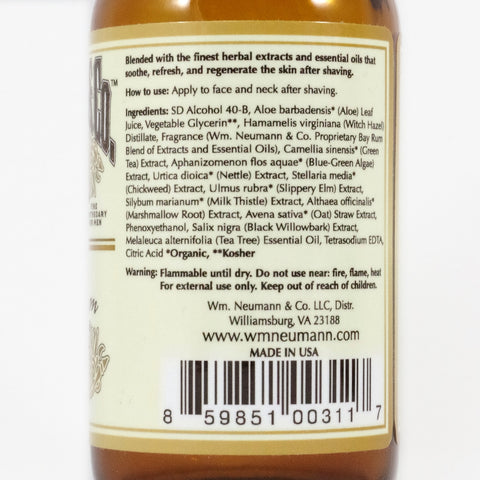 Blended with the finest herbal extracts and essential oils that
soothe, refresh, and regenerate the skin after shaving.
How to use: Apply to face and neck after shaving.
Ingredients: SD Alcohol 40-B, Aloe barbadensis* (Aloe) Leaf
Juice, Vegetable Glycerin**, Hamamelis virginiana (Witch Hazel)
Distillate, Fragrance (Wm. Neumann & Co. Proprietary Bay Rum
Blend of Extracts and Essential Oils), Camellia sinensis* (Green
Tea) Extract, Aphanizomenon flos aquae* (Blue-Green Algae)
Extract, Urtica dioica* (Nettle) Extract, Stellaria media*
(Chickweed) Extract, Ulmus rubra* (Slippery Elm) Extract,
Silybum marianum* (Milk Thistle) Extract, Althaea officinalis*
(Marshmallow Root) Extract, Avena sativa* (Oat) Straw Extract,
Phenoxyethanol, Salix nigra (Black Willowbark) Extract,
Melaleuca alternifolia (Tea Tree) Essential Oil, Tetrasodium EDTA,
Citric Acid *Organic, **Kosher
Warning: Flammable until dry. Do not use near: fire, flame, heat
For external use only. Keep out of reach of children.
Wm. Neumann & Co. LLC, Distr.
Williamsburg, VA 23188
www.wmneumann.com
MADE IN USA
8 59851 00311 7
Co.™